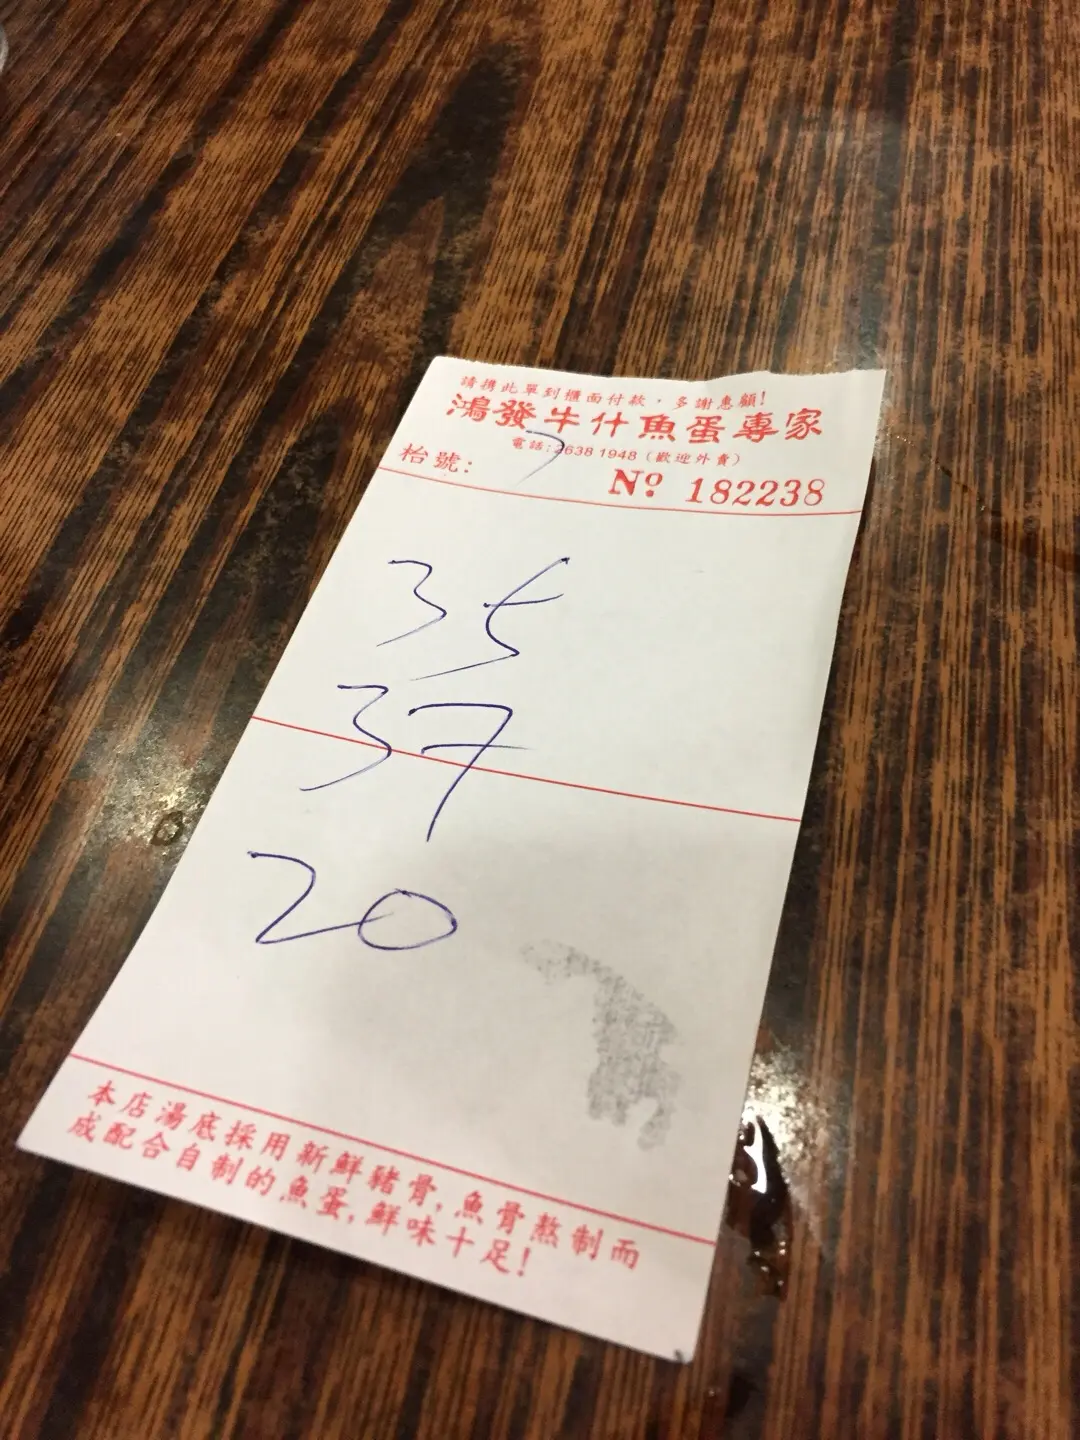 請携此單到櫃面付款，多謝惠顧!
鴻發牛什魚蛋專家
電話:2638 1948 (歡迎外賣)
枱號: 7
Nº 182238
35
37
20
本店湯底採用新鮮豬骨,魚骨熬制而
成配合自制的魚蛋,鮮味十足!